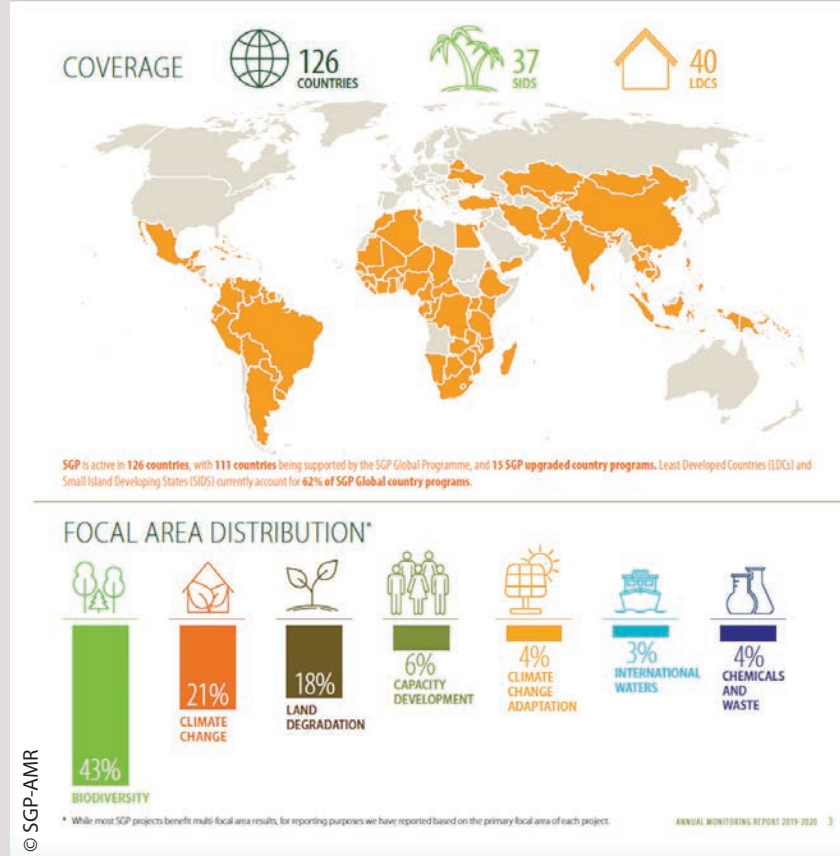 COVERAGE
126
COUNTRIES
37
SIDS
40
LDCS
SGP is active in 126 countries, with 111 countries being supported by the SGP Global Programme, and 15 SGP upgraded country programs. Least Developed Countries (LDCs) and
Small Island Developing States (SIDS) currently account for 62% of SGP Global country programs.
FOCAL AREA DISTRIBUTION*
43%
BIODIVERSITY
21%
CLIMATE
CHANGE
18%
LAND
DEGRADATION
6%
CAPACITY
DEVELOPMENT
4%
CLIMATE
CHANGE
ADAPTATION
3%
INTERNATIONAL
WATERS
4%
CHEMICALS
AND
WASTE
* While most SGP projects benefit multi-focal area results, for reporting purposes we have reported based on the primary focal area of each project.
ANNUAL MONITORING REPORT 2019-2020 3
© SGP-AMR